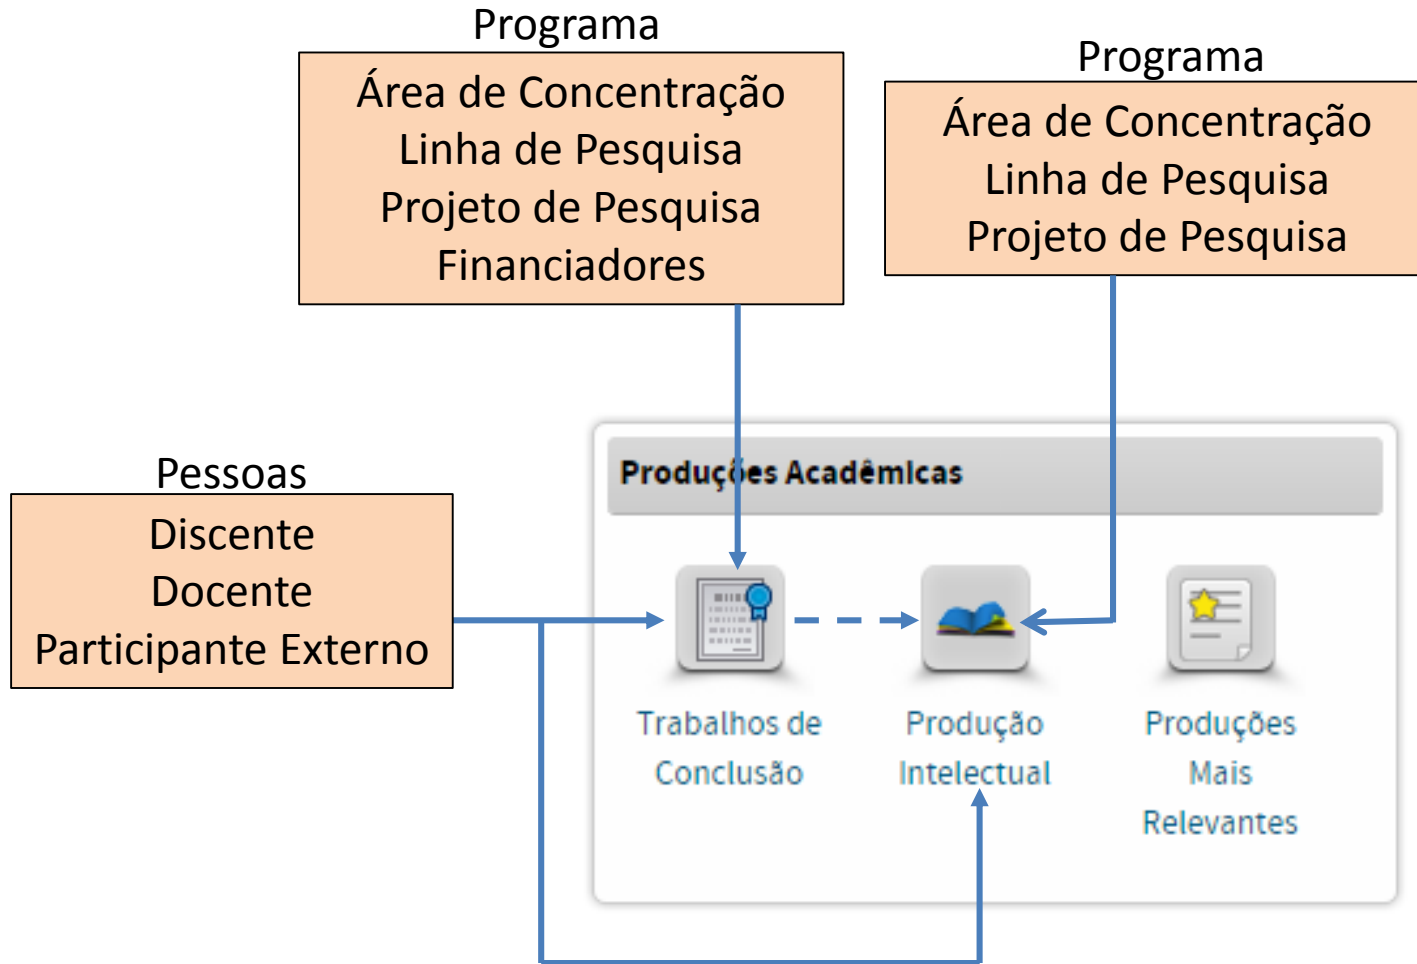 Programa
Área de Concentração
Linha de Pesquisa
Projeto de Pesquisa
Financiadores
Programa
Área de Concentração
Linha de Pesquisa
Projeto de Pesquisa
Pessoas
Discente
Docente
Participante Externo
Produções Acadêmicas
Trabalhos de
Conclusão
Produção
Intelectual
Produções
Mais
Relevantes